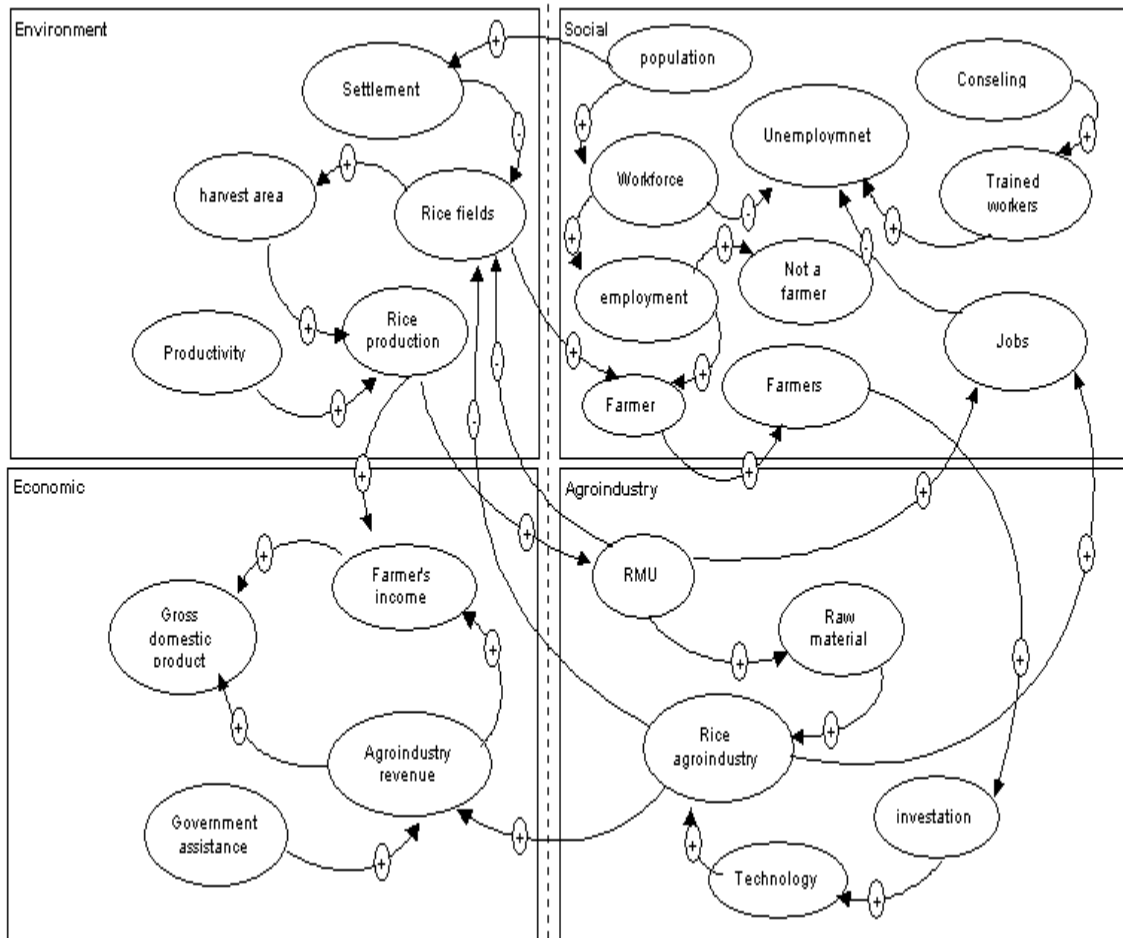 Environment
Settlement
harvest area
Rice fields
Productivity
Rice
production
+
-
+
+
+
+
Social
population
Conseling
Unemploymnet
Workforce
Trained
workers
employment
Not a
farmer
Jobs
Farmer
Farmers
+
+
-
+
+
-
+
+
+
+
Economic
Farmer's
income
Gross
domestic
product
Agroindustry
revenue
Government
assistance
+
+
+
+
+
-
-
Agroindustry
RMU
Raw
material
Rice
agroindustry
investation
Technology
+
+
+
+
+
+
+
+
+